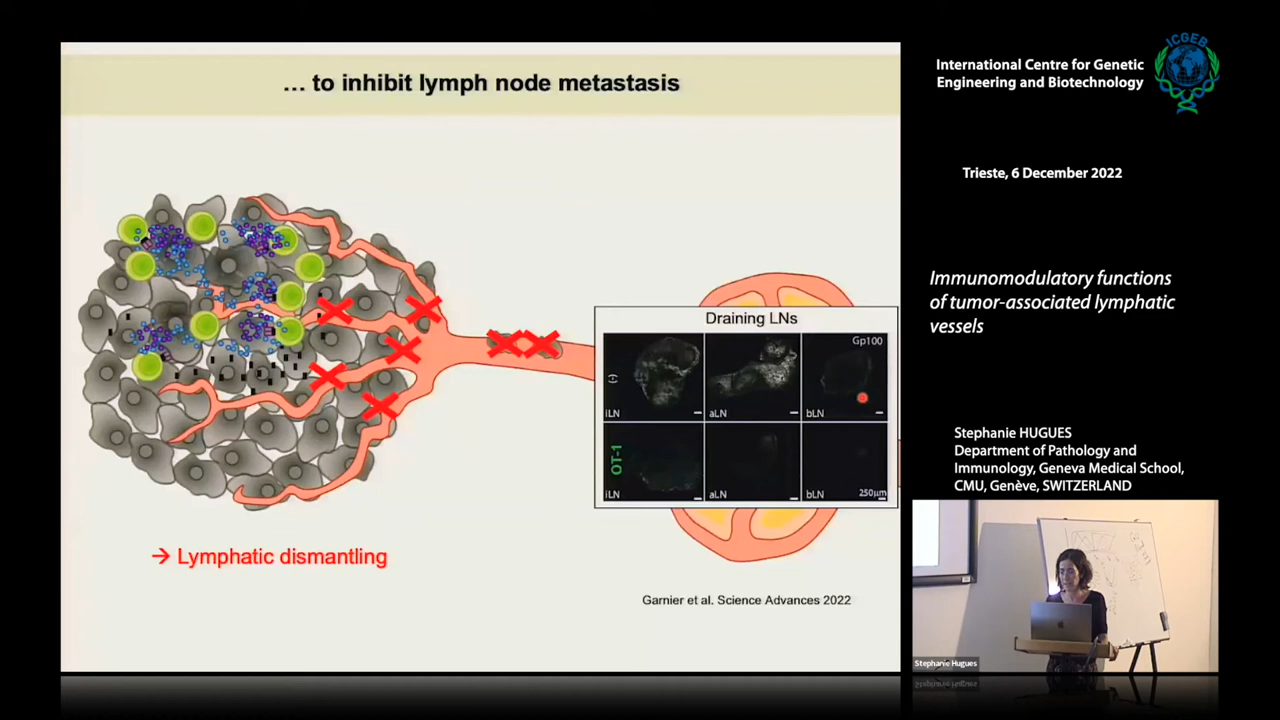 … to inhibit lymph node metastasis
Draining LNs
Gp100
(-)
iLN
aLN
bLN
OT-1
iLN
aLN
bLN
250µm
→ Lymphatic dismantling
Garnier et al. Science Advances 2022
International Centre for Genetic
Engineering and Biotechnology
ICGEB
Trieste, 6 December 2022
Immunomodulatory functions
of tumor-associated lymphatic
vessels
Stephanie HUGUES
Department of Pathology and
Immunology, Geneva Medical School,
CMU, Genève, SWITZERLAND
Stephanie Hugues